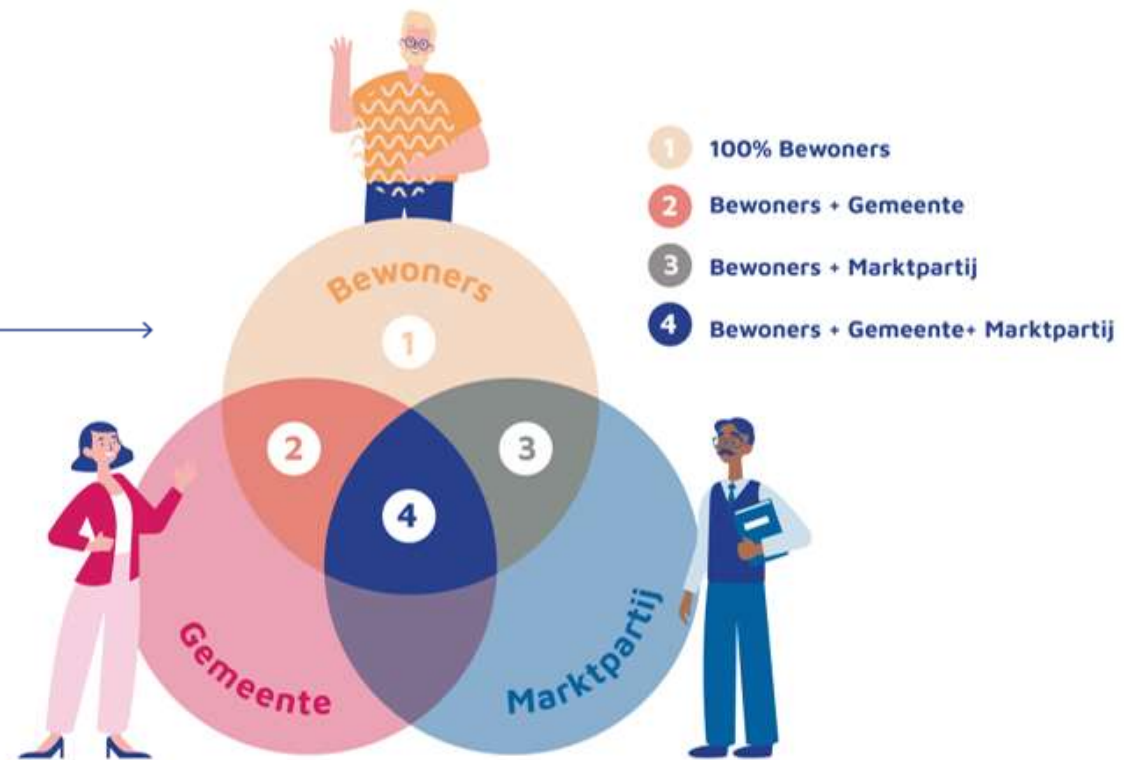 1 100% Bewoners
2 Bewoners + Gemeente
3 Bewoners + Marktpartij
4 Bewoners + Gemeente+ Marktpartij
Bewoners
1
2
3
4
Gemeente
Marktpartij